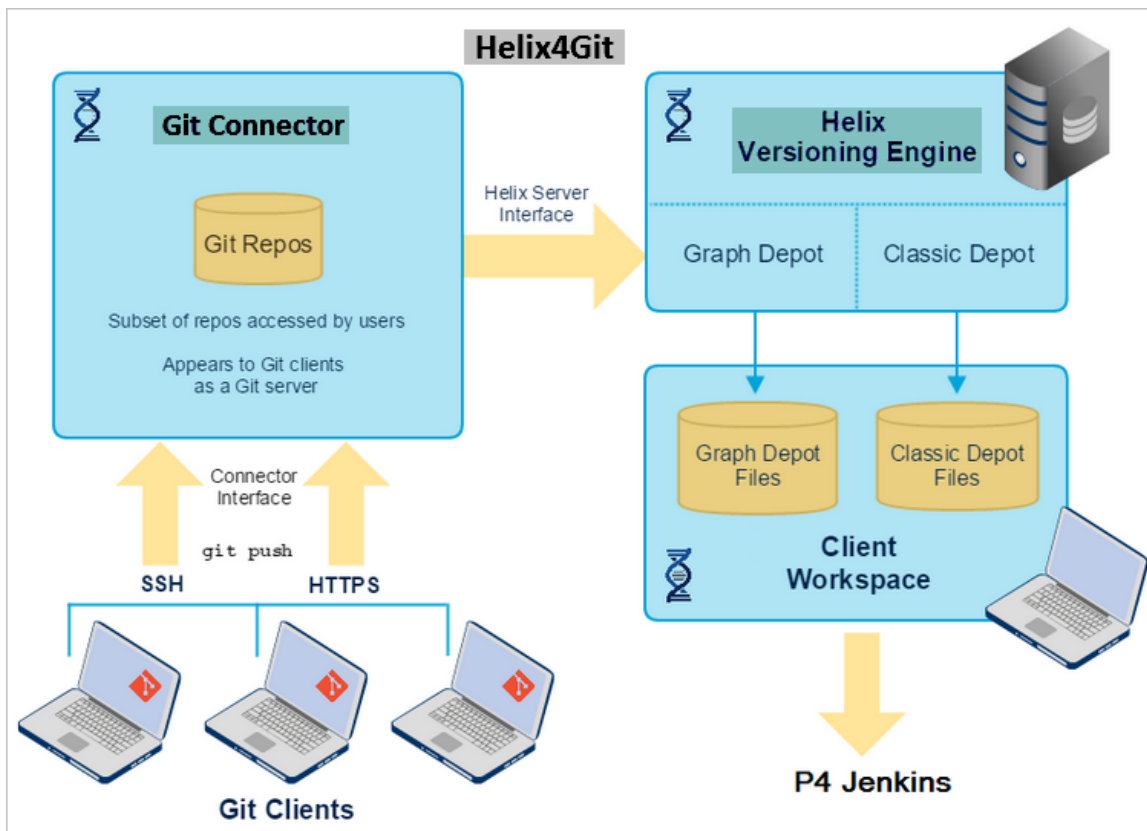 Helix4Git
Git Connector
Git Repos
Subset of repos accessed by users
Appears to Git clients
as a Git server
Helix Server
Interface
Helix
Versioning Engine
Graph Depot
Classic Depot
Graph Depot
Files
Classic Depot
Files
Client
Workspace
P4 Jenkins
Connector
Interface
git push
SSH
HTTPS
Git Clients